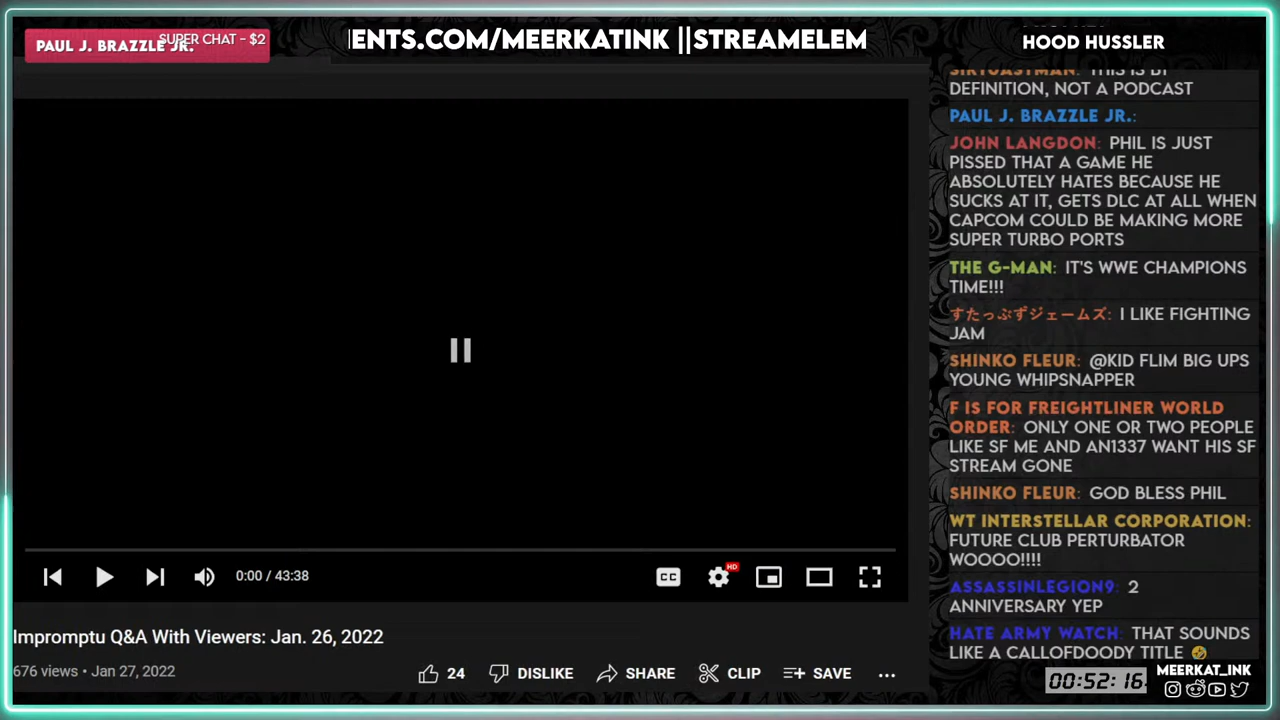 PAUL J. BRAZZLE JR.
SUPER CHAT - $2
ENTS.COM/MEERKATINK ||STREAMELEM
HOOD HUSSLER
SIRTOASTMAN: THIS IS BY
DEFINITION, NOT A PODCAST
PAUL J. BRAZZLE JR.:
JOHN LANGDON: PHIL IS JUST
PISSED THAT A GAME HE
ABSOLUTELY HATES BECAUSE HE
SUCKS AT IT, GETS DLC AT ALL WHEN
CAPCOM COULD BE MAKING MORE
SUPER TURBO PORTS
THE G-MAN: IT'S WWE CHAMPIONS
TIME!!!
すたっぷずジェームズ: I LIKE FIGHTING
JAM
SHINKO FLEUR: @KID FLIM BIG UPS
YOUNG WHIPSNAPPER
F IS FOR FREIGHTLINER WORLD
ORDER: ONLY ONE OR TWO PEOPLE
LIKE SF ME AND AN1337 WANT HIS SF
STREAM GONE
SHINKO FLEUR: GOD BLESS PHIL
WT INTERSTELLAR CORPORATION:
FUTURE CLUB PERTURBATOR
WOOOO!!!!
ASSASSINLEGION9: 2
ANNIVERSARY YEP
HATE ARMY WATCH: THAT SOUNDS
LIKE A CALLOFDOODY TITLE 🤣
0:00 / 43:38
CC
HD
Impromptu Q&A With Viewers: Jan. 26, 2022
676 views • Jan 27, 2022
24
DISLIKE
SHARE
CLIP
SAVE
00:52:16
MEERKAT_INK